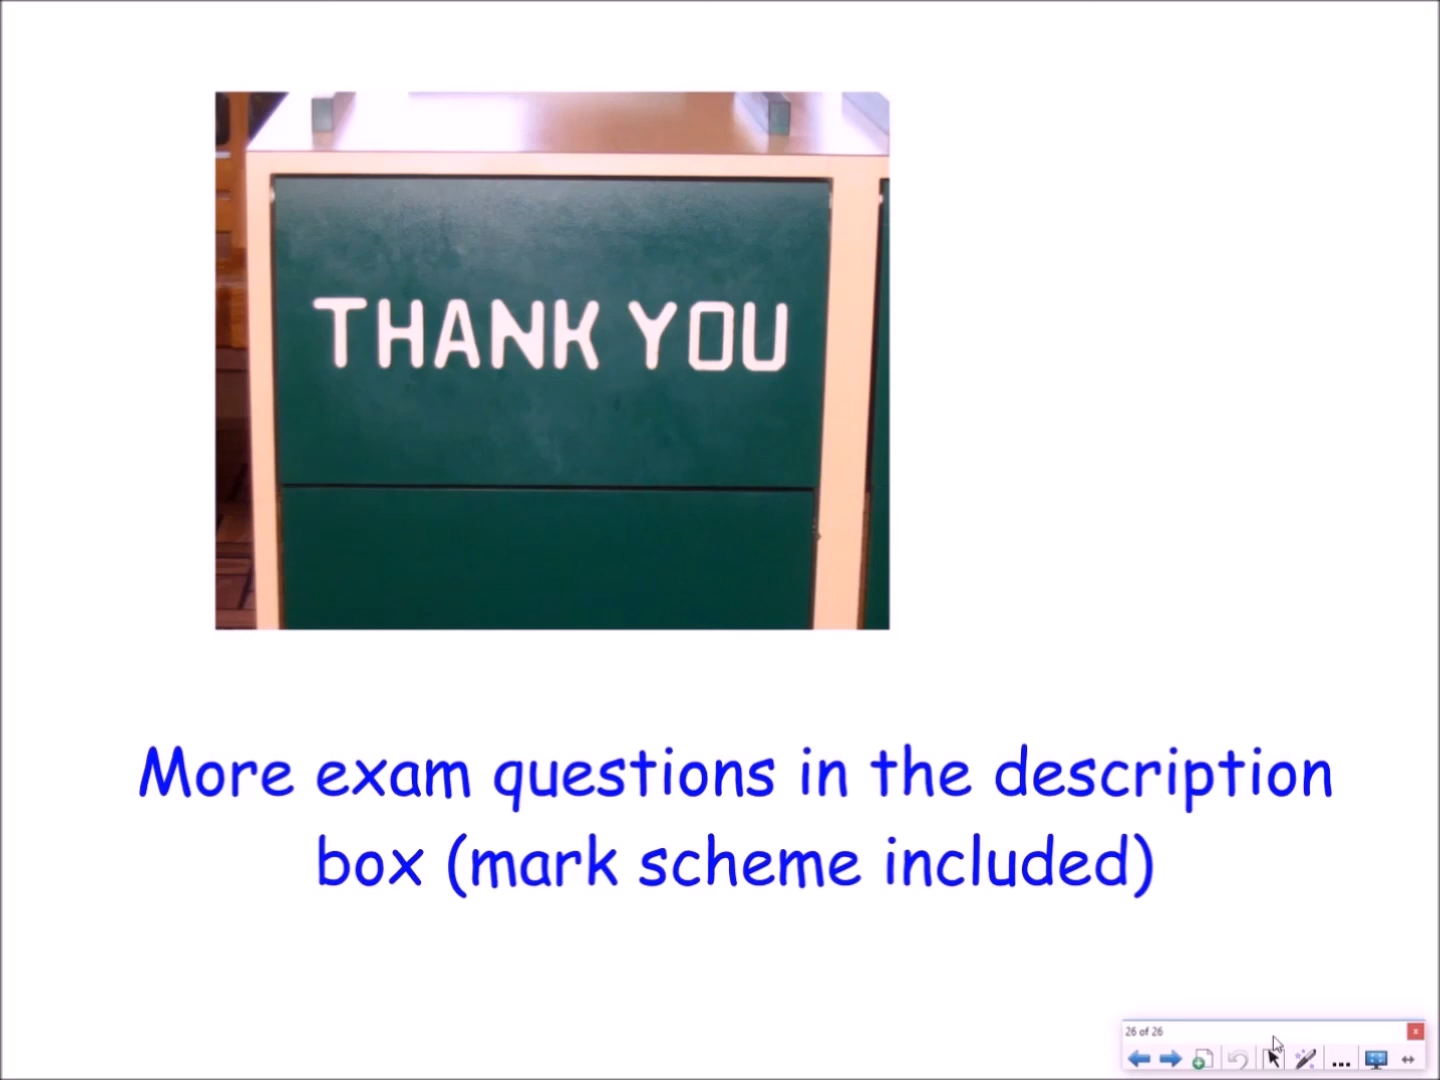 THANK YOU
More exam questions in the description
box (mark scheme included)
26 of 26